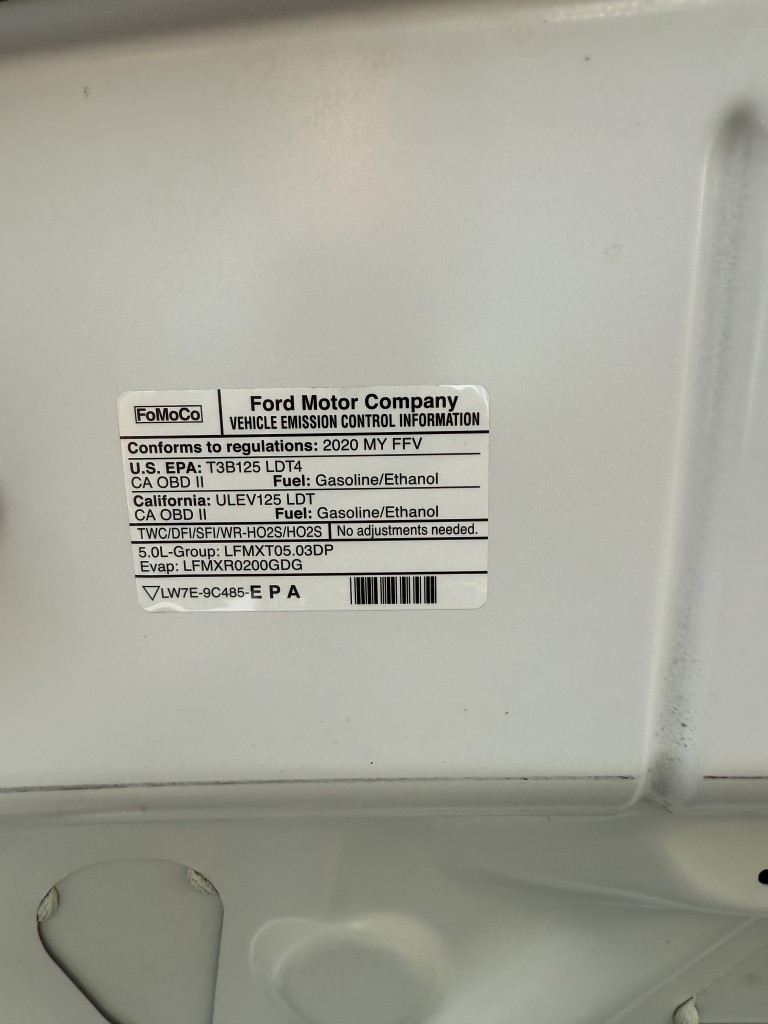 FoMoCo
Ford Motor Company
VEHICLE EMISSION CONTROL INFORMATION
Conforms to regulations: 2020 MY FFV
U.S. EPA: T3B125 LDT4
CA OBD II Fuel: Gasoline/Ethanol
California: ULEV125 LDT
CA OBD II Fuel: Gasoline/Ethanol
TWC/DFI/SFI/WR-HO2S/HO2S No adjustments needed.
5.0L-Group: LFMXT05.03DP
Evap: LFMXR0200GDG
LW7E-9C485-E P A